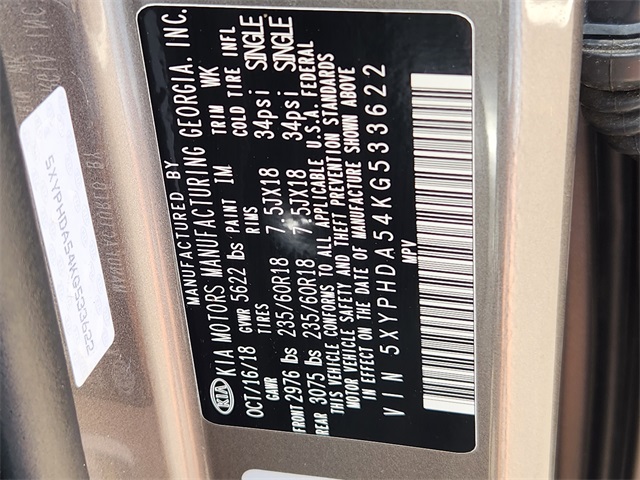 MANUFACTURED BY
KIA KIA MOTORS MANUFACTURING GEORGIA, INC.
OCT/16/18 GVWR 5622 lbs PAINT IM TRIM WK
GAWR TIRES RIMS COLD TIRE INFL
FRONT 2976 lbs 235/60R18 7.5JX18 34psi SINGLE
REAR 3075 lbs 235/60R18 7.5JX18 34psi SINGLE
THIS VEHICLE CONFORMS TO ALL APPLICABLE U.S.A. FEDERAL
MOTOR VEHICLE SAFETY AND THEFT PREVENTION STANDARDS
IN EFFECT ON THE DATE OF MANUFACTURE SHOWN ABOVE
VIN 5XYPHDA54KG533622
MPV
5XYPHDA54KG533622